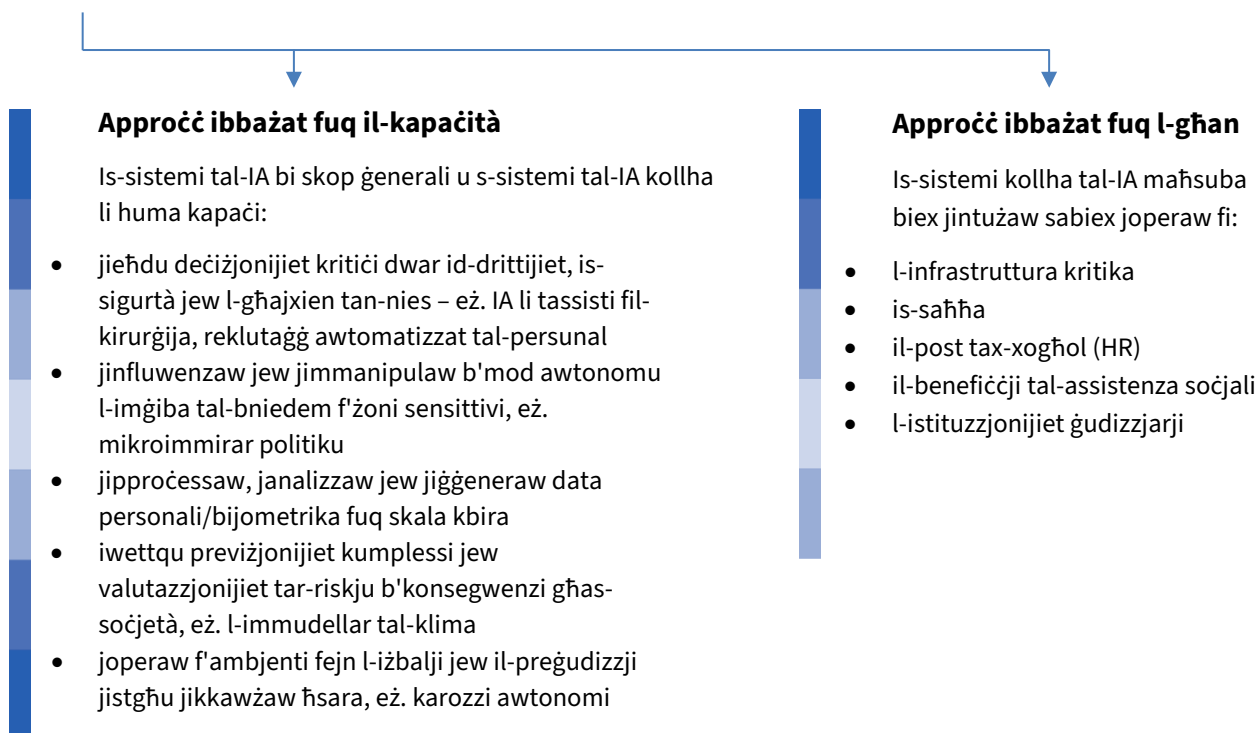 Approċċ ibbażat fuq il-kapaċità
Is-sistemi tal-IA bi skop ġenerali u s-sistemi tal-IA kollha
li huma kapaċi:
• jieħdu deċiżjonijiet kritiċi dwar id-drittijiet, is-
sigurtà jew l-għajxien tan-nies – eż. IA li tassisti fil-
kirurġija, reklutaġġ awtomatizzat tal-persunal
• jinfluwenzaw jew jimmanipulaw b'mod awtonomu
l-imġiba tal-bniedem f'żoni sensittivi, eż.
mikroimmirar politiku
• jipproċessaw, janalizzaw jew jiġġeneraw data
personali/bijometrika fuq skala kbira
• iwettqu previżjonijiet kumplessi jew
valutazzjonijiet tar-riskju b'konsegwenzi għas-
soċjetà, eż. l-immudellar tal-klima
• joperaw f'ambjenti fejn l-iżbalji jew il-preġudizzji
jistgħu jikkawżaw ħsara, eż. karozzi awtonomi
Approċċ ibbażat fuq l-għan
Is-sistemi kollha tal-IA maħsuba
biex jintużaw sabiex joperaw fi:
• l-infrastruttura kritika
• is-saħħa
• il-post tax-xogħol (HR)
• il-benefiċċji tal-assistenza soċjali
• l-istituzzjonijiet ġudizzjarji